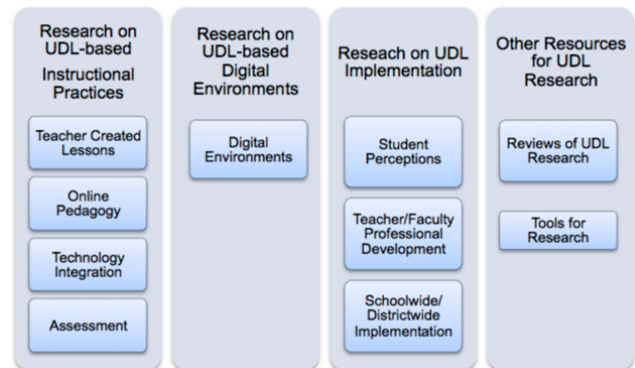 Research on
UDL-based
Instructional
Practices
Teacher Created
Lessons
Online
Pedagogy
Technology
Integration
Assessment
Research on
UDL-based
Digital
Environments
Digital
Environments
Reseach on UDL
Implementation
Student
Perceptions
Teacher/Faculty
Professional
Development
Schoolwide/
Districtwide
Implementation
Other Resources
for UDL
Research
Reviews of UDL
Research
Tools for
Research